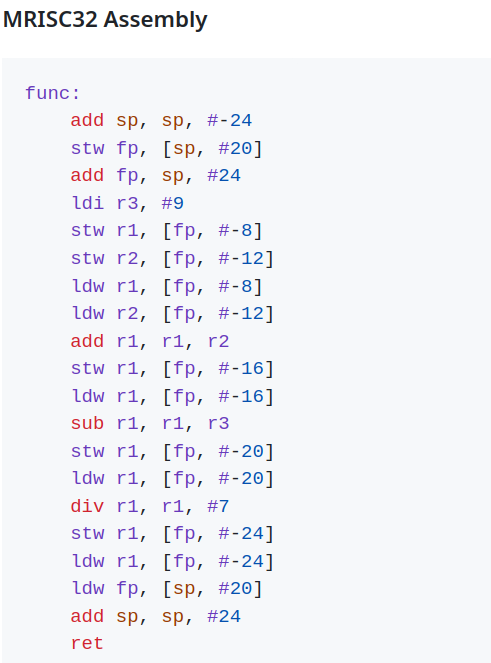 MRISC32 Assembly
func:
add sp, sp, #-24
stw fp, [sp, #20]
add fp, sp, #24
ldi r3, #9
stw r1, [fp, #-8]
stw r2, [fp, #-12]
ldw r1, [fp, #-8]
ldw r2, [fp, #-12]
add r1, r1, r2
stw r1, [fp, #-16]
ldw r1, [fp, #-16]
sub r1, r1, r3
stw r1, [fp, #-20]
ldw r1, [fp, #-20]
div r1, r1, #7
stw r1, [fp, #-24]
ldw r1, [fp, #-24]
ldw fp, [sp, #20]
add sp, sp, #24
ret